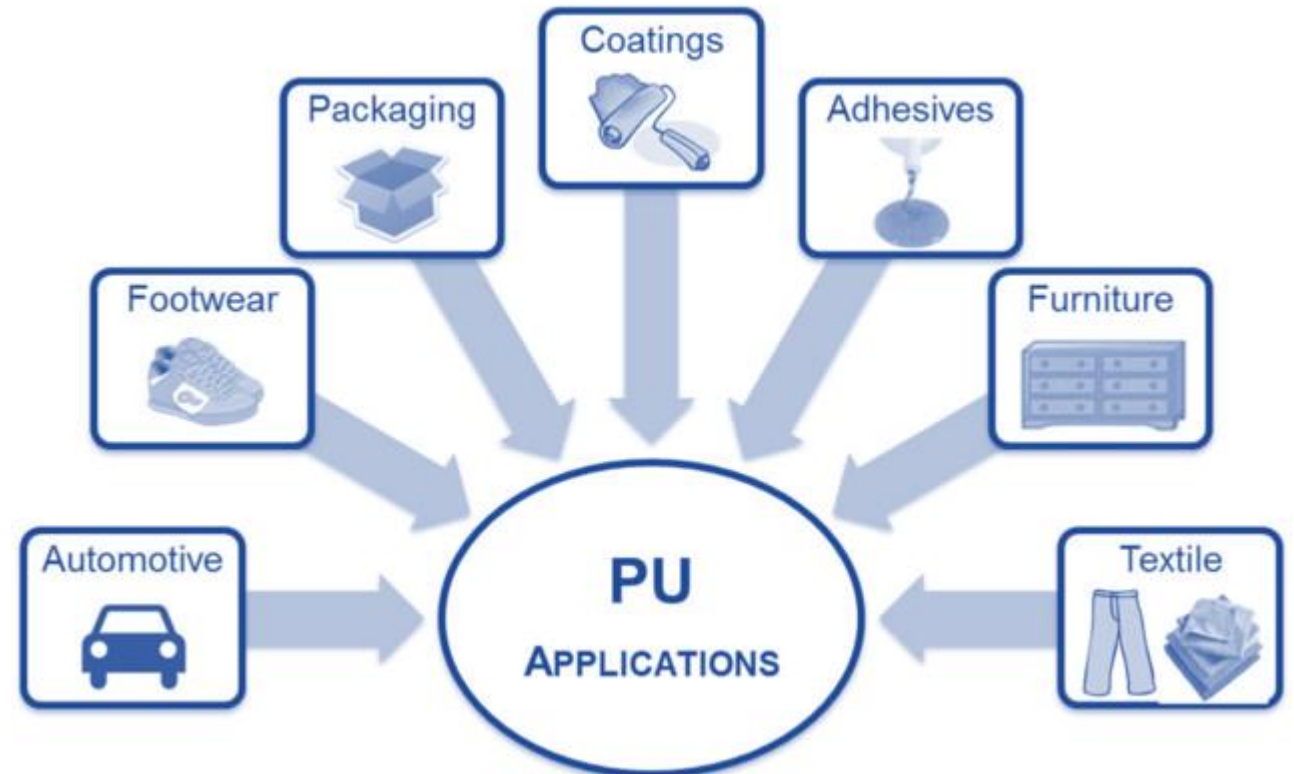 Coatings
Packaging
Adhesives
Footwear
Furniture
Automotive
Textile
PU
APPLICATIONS